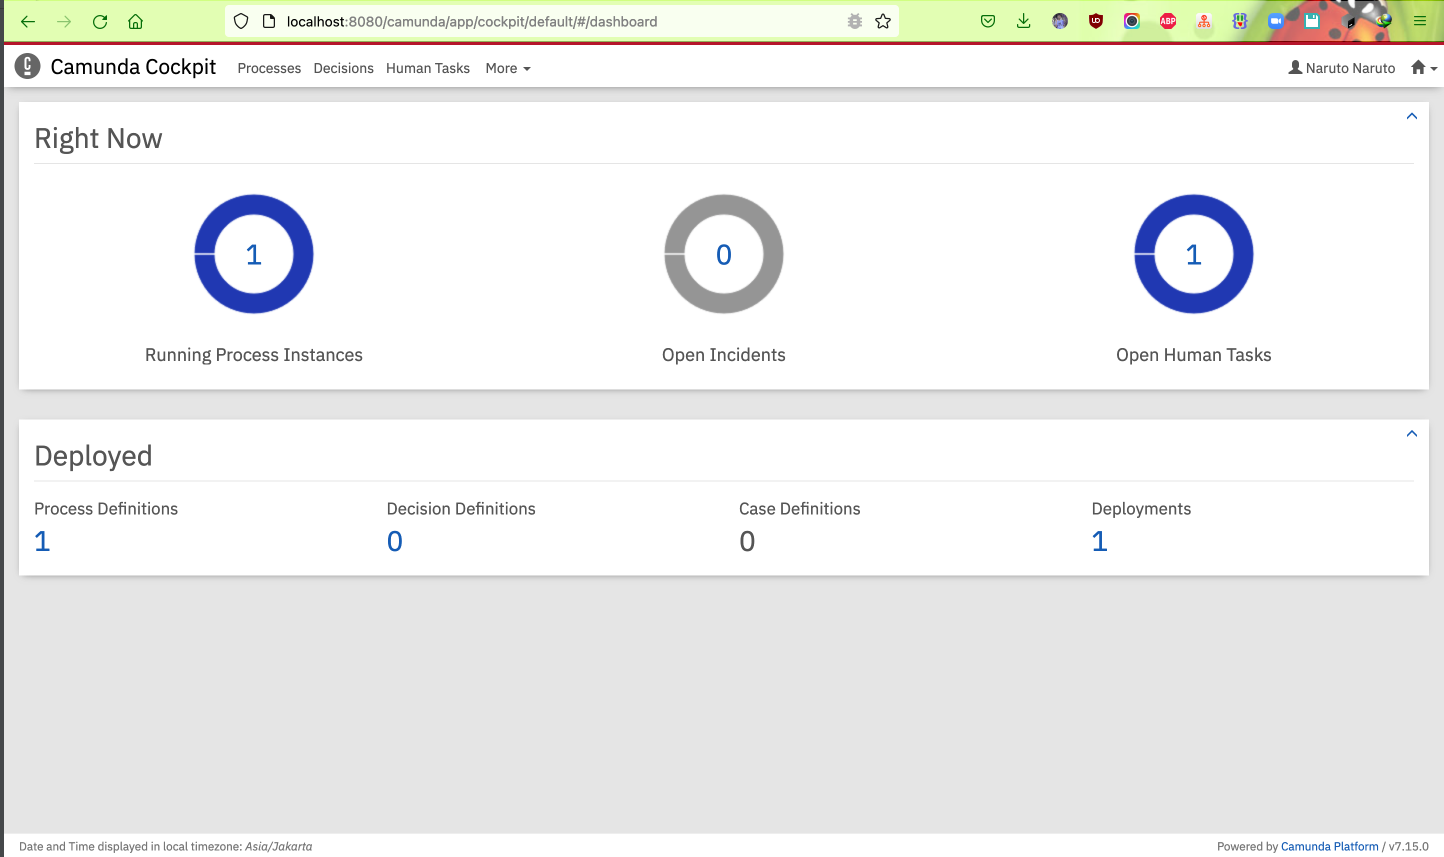 localhost:8080/camunda/app/cockpit/default/#/dashboard
ABP
Camunda Cockpit Processes Decisions Human Tasks More Naruto Naruto
Right Now
1 0 1
Running Process Instances Open Incidents Open Human Tasks
Deployed
Process Definitions Decision Definitions Case Definitions Deployments
1 0 0 1
Date and Time displayed in local timezone: Asia/Jakarta Powered by Camunda Platform / v7.15.0